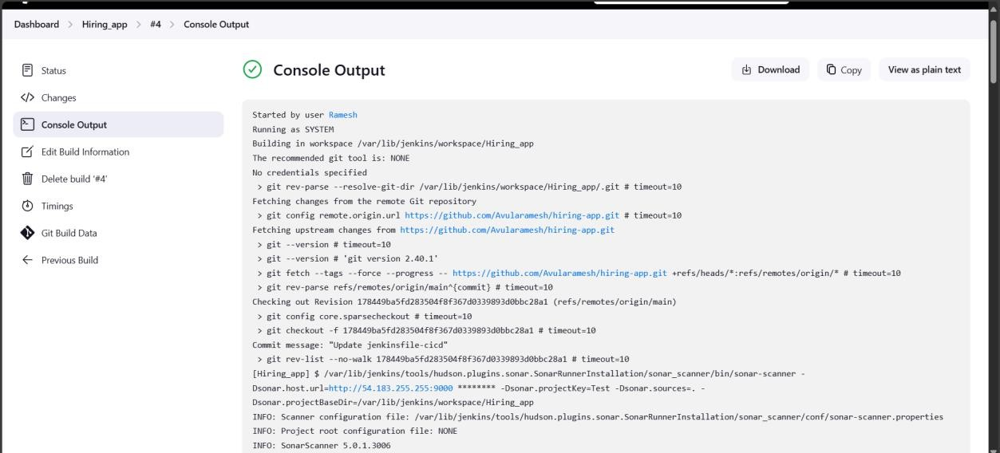 Dashboard > Hiring_app > #4 > Console Output
Status
Changes
Console Output
Edit Build Information
Delete build '#4'
Timings
Git Build Data
Previous Build
Console Output
Download
Copy
View as plain text
Started by user Ramesh
Running as SYSTEM
Building in workspace /var/lib/jenkins/workspace/Hiring_app
The recommended git tool is: NONE
No credentials specified
> git rev-parse --resolve-git-dir /var/lib/jenkins/workspace/Hiring_app/.git # timeout=10
Fetching changes from the remote Git repository
> git config remote.origin.url https://github.com/Avularamesh/hiring-app.git # timeout=10
Fetching upstream changes from https://github.com/Avularamesh/hiring-app.git
> git --version # timeout=10
> git --version # 'git version 2.40.1'
> git fetch --tags --force --progress -- https://github.com/Avularamesh/hiring-app.git +refs/heads/*:refs/remotes/origin/* # timeout=10
> git rev-parse refs/remotes/origin/main^{commit} # timeout=10
Checking out Revision 178449ba5fd283504f8f367d0339893d0bbc28a1 (refs/remotes/origin/main)
> git config core.sparsecheckout # timeout=10
> git checkout -f 178449ba5fd283504f8f367d0339893d0bbc28a1 # timeout=10
Commit message: "Update jenkinsfile-cicd"
> git rev-list --no-walk 178449ba5fd283504f8f367d0339893d0bbc28a1 # timeout=10
[Hiring_app] $ /var/lib/jenkins/tools/hudson.plugins.sonar.SonarRunnerInstallation/sonar_scanner/bin/sonar-scanner -
Dsonar.host.url=http://54.183.255.255:9000 ******** -Dsonar.projectKey=Test -Dsonar.sources=. -
Dsonar.projectBaseDir=/var/lib/jenkins/workspace/Hiring_app
INFO: Scanner configuration file: /var/lib/jenkins/tools/hudson.plugins.sonar.SonarRunnerInstallation/sonar_scanner/conf/sonar-scanner.properties
INFO: Project root configuration file: NONE
INFO: SonarScanner 5.0.1.3006